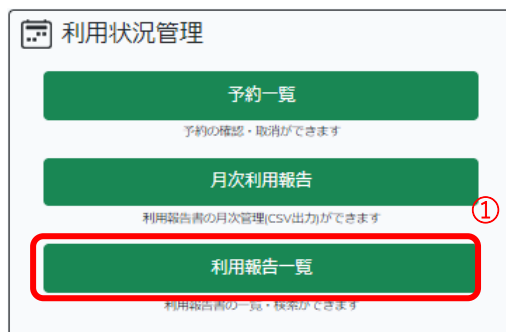 利用状況管理
予約一覧
予約の確認・取消ができます
月次利用報告
利用報告書の月次管理(CSV出力)ができます
①
利用報告一覧
利用報告書の一覧・検索ができます